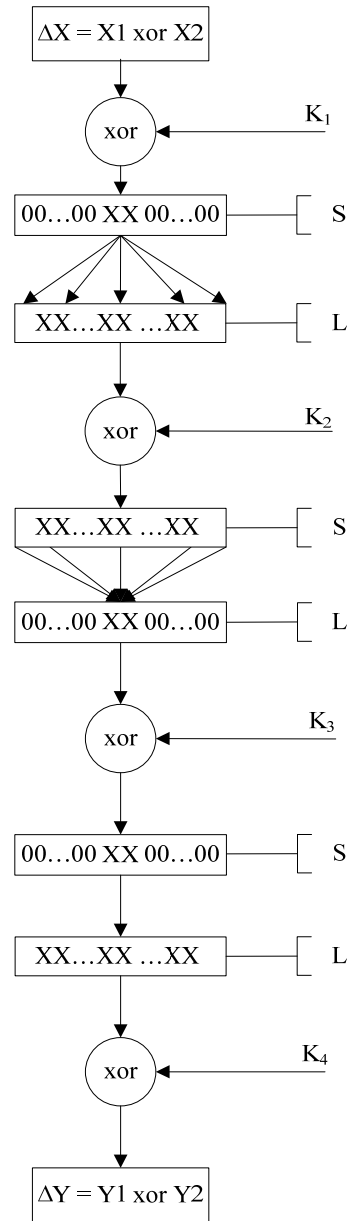 ΔX = X1 xor X2
xor
K1
00…00 XX 00…00
S
XX…XX …XX
L
xor
K2
XX…XX …XX
S
00…00 XX 00…00
L
xor
K3
00…00 XX 00…00
S
XX…XX …XX
L
xor
K4
ΔY = Y1 xor Y2